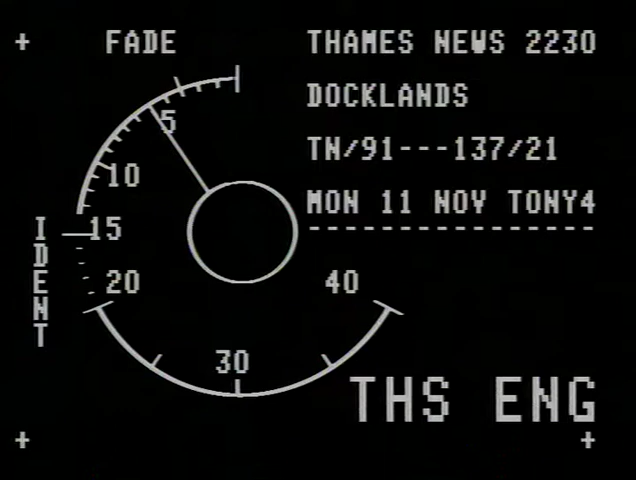 FADE
THAMES NEWS 2230
DOCKLANDS
TN/91---137/21
MON 11 NOV TONY4
----------------
5
10
15
20
30
40
IDENT
THS ENG